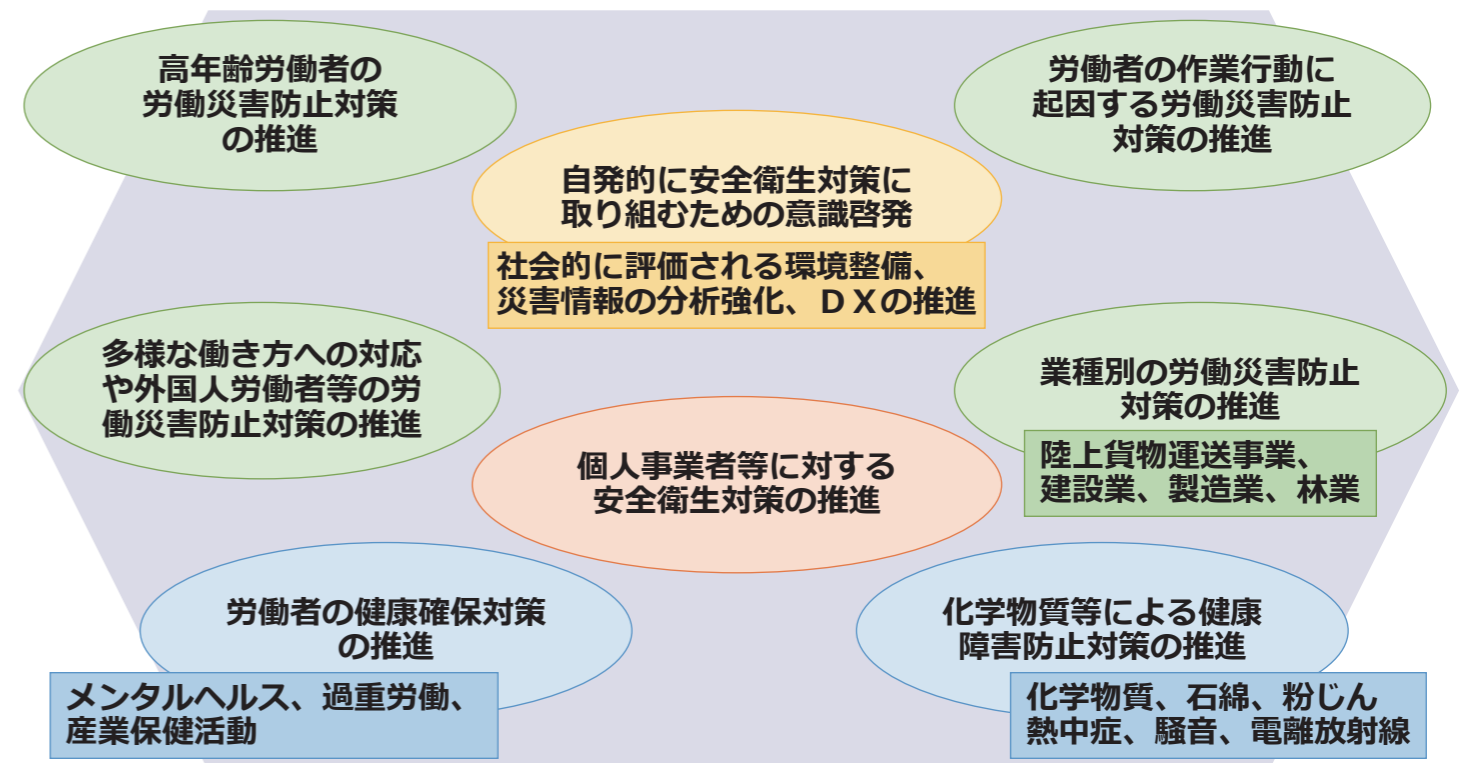 高年齢労働者の
労働災害防止対策
の推進
労働者の作業行動に
起因する労働災害防止
対策の推進
自発的に安全衛生対策に
取り組むための意識啓発
社会的に評価される環境整備、
災害情報の分析強化、ＤＸの推進
多様な働き方への対応
や外国人労働者等の労
働災害防止対策の推進
業種別の労働災害防止
対策の推進
陸上貨物運送事業、
建設業、製造業、林業
個人事業者等に対する
安全衛生対策の推進
労働者の健康確保対策
の推進
メンタルヘルス、過重労働、
産業保健活動
化学物質等による健康
障害防止対策の推進
化学物質、石綿、粉じん
熱中症、騒音、電離放射線